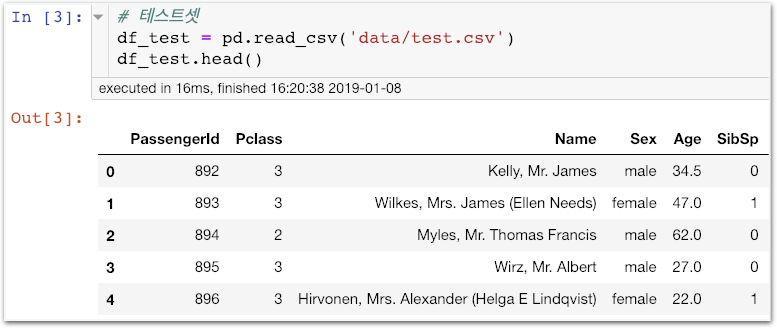 In [3]:
# 테스트셋
df_test = pd.read_csv('data/test.csv')
df_test.head()
executed in 16ms, finished 16:20:38 2019-01-08
Out[3]:
PassengerId Pclass Name Sex Age SibSp
0 892 3 Kelly, Mr. James male 34.5 0
1 893 3 Wilkes, Mrs. James (Ellen Needs) female 47.0 1
2 894 2 Myles, Mr. Thomas Francis male 62.0 0
3 895 3 Wirz, Mr. Albert male 27.0 0
4 896 3 Hirvonen, Mrs. Alexander (Helga E Lindqvist) female 22.0 1